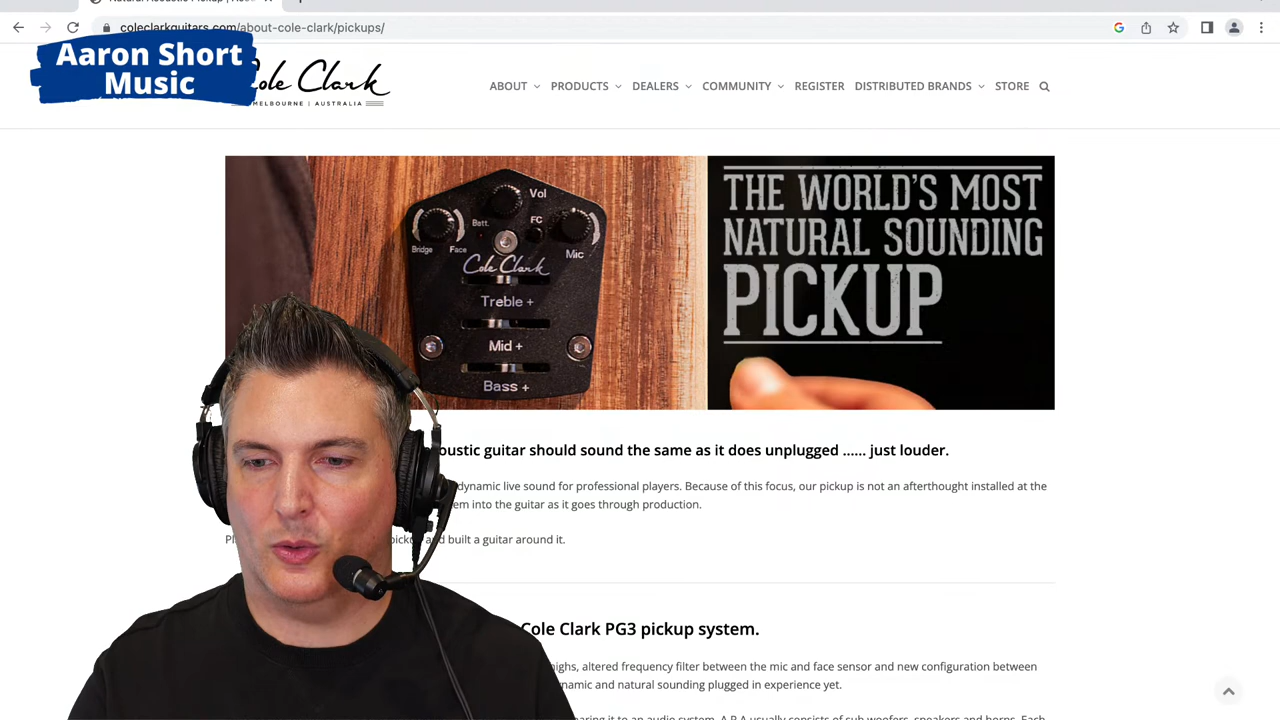 coleclarkguitars.com/about-cole-clark/pickups/
Aaron Short
Music
Cole Clark
MELBOURNE | AUSTRALIA
ABOUT PRODUCTS DEALERS COMMUNITY REGISTER DISTRIBUTED BRANDS STORE
Vol
Batt.
FC
Bridge
Face
Mic
Cole Clark
Treble +
Mid +
Bass +
THE WORLD'S MOST
NATURAL SOUNDING
PICKUP
guitar should sound the same as it does unplugged ...... just louder.
dynamic live sound for professional players. Because of this focus, our pickup is not an afterthought installed at the
into the guitar as it goes through production.
and built a guitar around it.
Cole Clark PG3 pickup system.
highs, altered frequency filter between the mic and face sensor and new configuration between
and natural sounding plugged in experience yet.